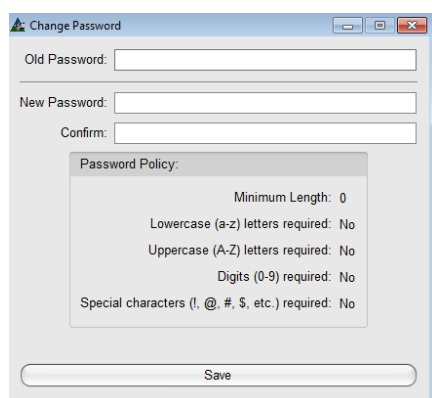 Change Password
Old Password:
New Password:
Confirm:
Password Policy:
Minimum Length: 0
Lowercase (a-z) letters required: No
Uppercase (A-Z) letters required: No
Digits (0-9) required: No
Special characters (!, @, #, $, etc.) required: No
Save